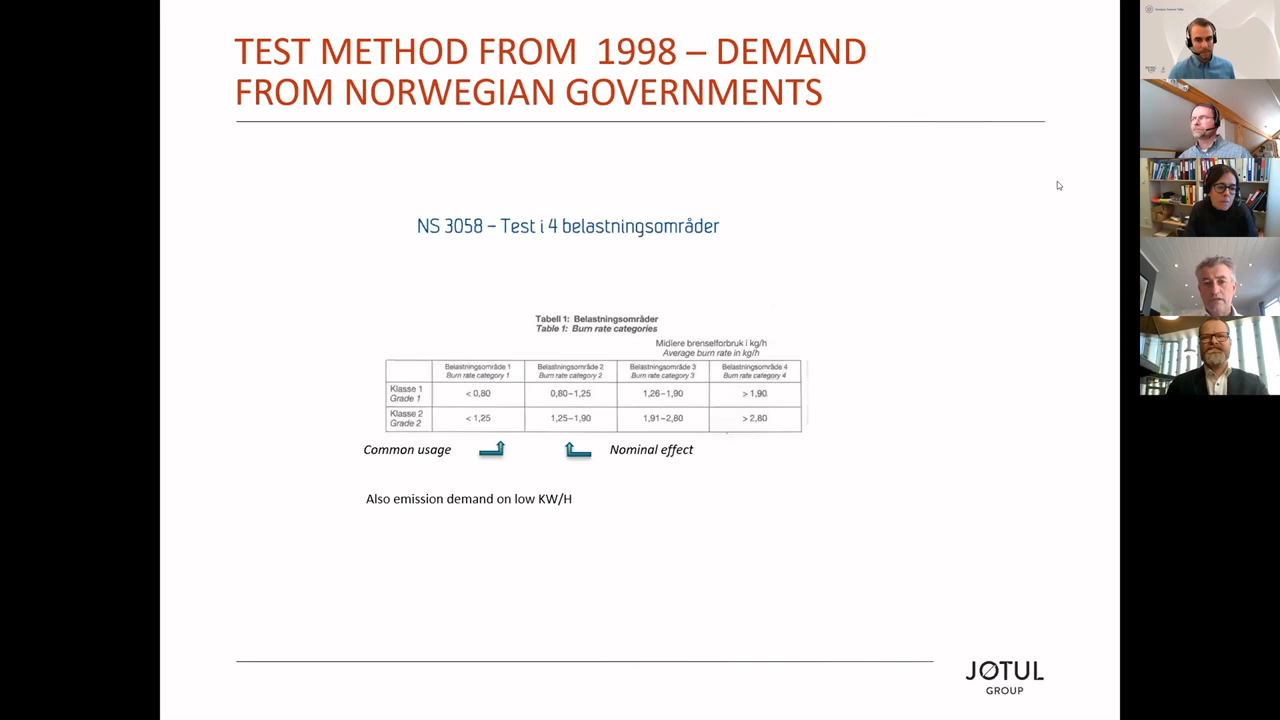 TEST METHOD FROM 1998 – DEMAND
FROM NORWEGIAN GOVERNMENTS
NS 3058 – Test i 4 belastningsområder
Tabell 1: Belastningsområder
Table 1: Burn rate categories
Midlere brenselforbruk i kg/h
Average burn rate in kg/h
Belastningsområde 1 Belastningsområde 2 Belastningsområde 3 Belastningsområde 4
Burn rate category 1 Burn rate category 2 Burn rate category 3 Burn rate category 4
Klasse 1
Grade 1
< 0,80 0,80–1,25 1,26–1,90 > 1,90
Klasse 2
Grade 2
< 1,25 1,25–1,90 1,91–2,80 > 2,80
Common usage Nominal effect
Also emission demand on low KW/H
JØTUL
GROUP